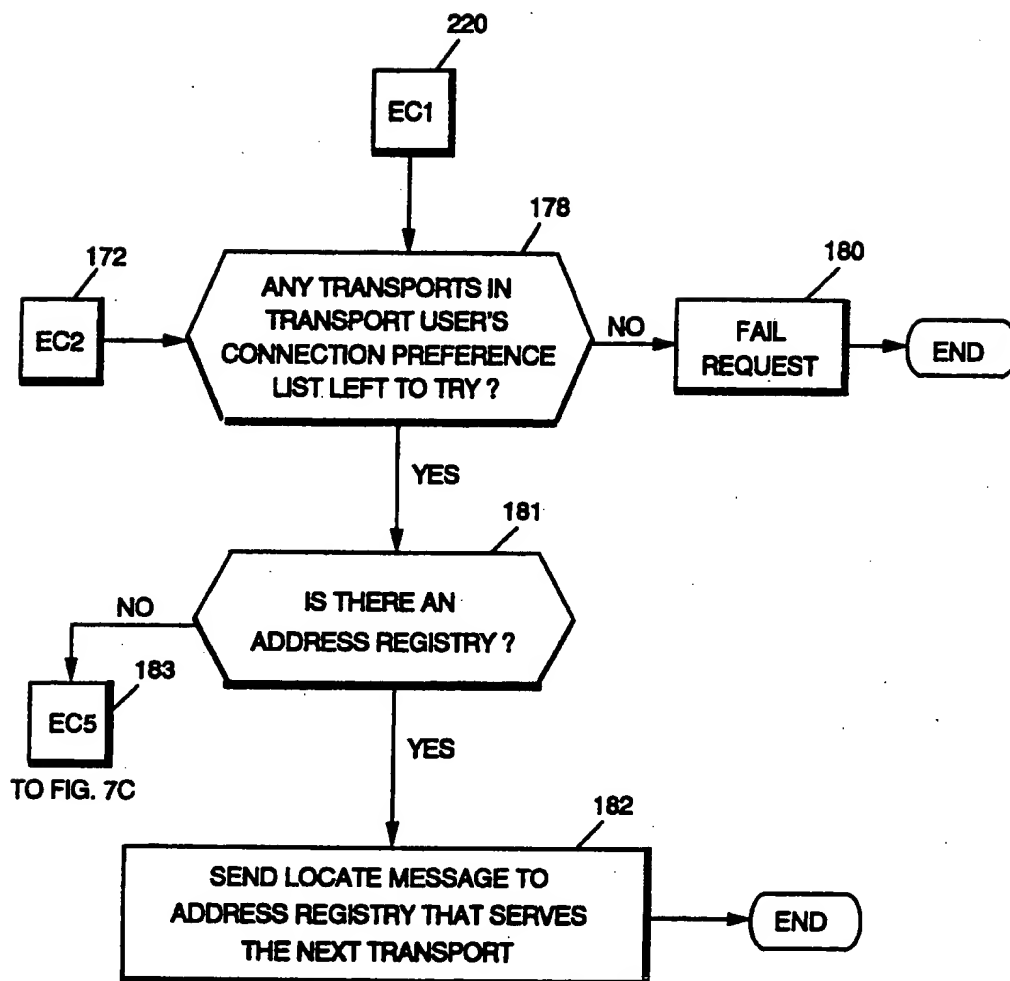 220
EC1
178
172
EC2
ANY TRANSPORTS IN
TRANSPORT USER'S
CONNECTION PREFERENCE
LIST LEFT TO TRY ?
NO
180
FAIL
REQUEST
END
YES
181
IS THERE AN
ADDRESS REGISTRY ?
NO
183
EC5
TO FIG. 7C
YES
182
SEND LOCATE MESSAGE TO
ADDRESS REGISTRY THAT SERVES
THE NEXT TRANSPORT
END